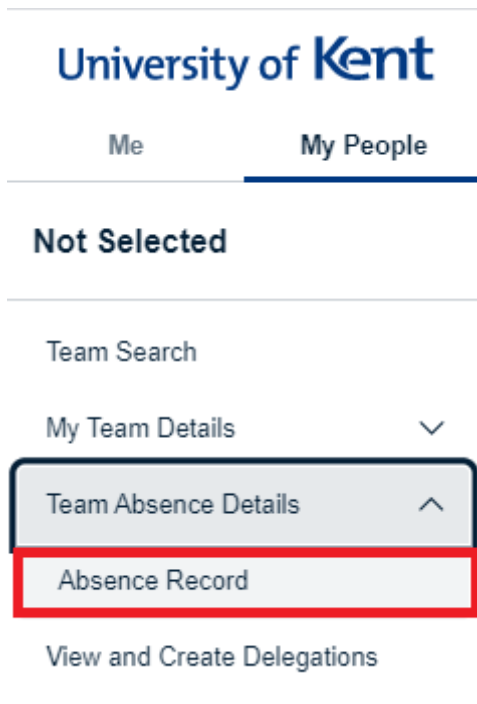 University of Kent
Me My People
Not Selected
Team Search
My Team Details
Team Absence Details
Absence Record
View and Create Delegations